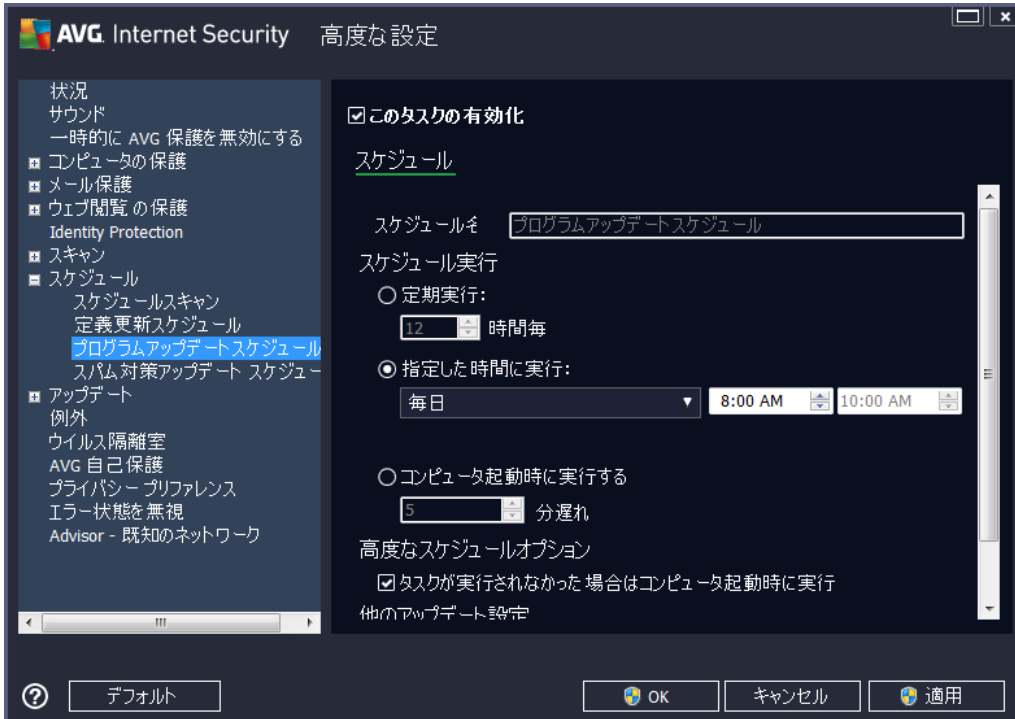 AVG. Internet Security 高度な設定
状況
サウンド
一時的に AVG 保護を無効にする
コンピュータの保護
メール保護
ウェブ閲覧 の保護
Identity Protection
スキャン
スケジュール
スケジュールスキャン
定義更新スケジュール
プログラムアップデートスケジュール
スパム対策アップデート スケジュー
アップデート
例外
ウイルス隔離室
AVG 自己保護
プライバシー プリファレンス
エラー状態を無視
Advisor - 既知のネットワーク
このタスクの有効化
スケジュール
スケジュール名 プログラムアップデートスケジュール
スケジュール実行
定期実行:
12 時間毎
指定した時間に実行:
毎日 8:00 AM 10:00 AM
コンピュータ起動時に実行する
5 分遅れ
高度なスケジュールオプション
タスクが実行されなかった場合はコンピュータ起動時に実行
他のアップデート設定
? デフォルト OK キャンセル 適用